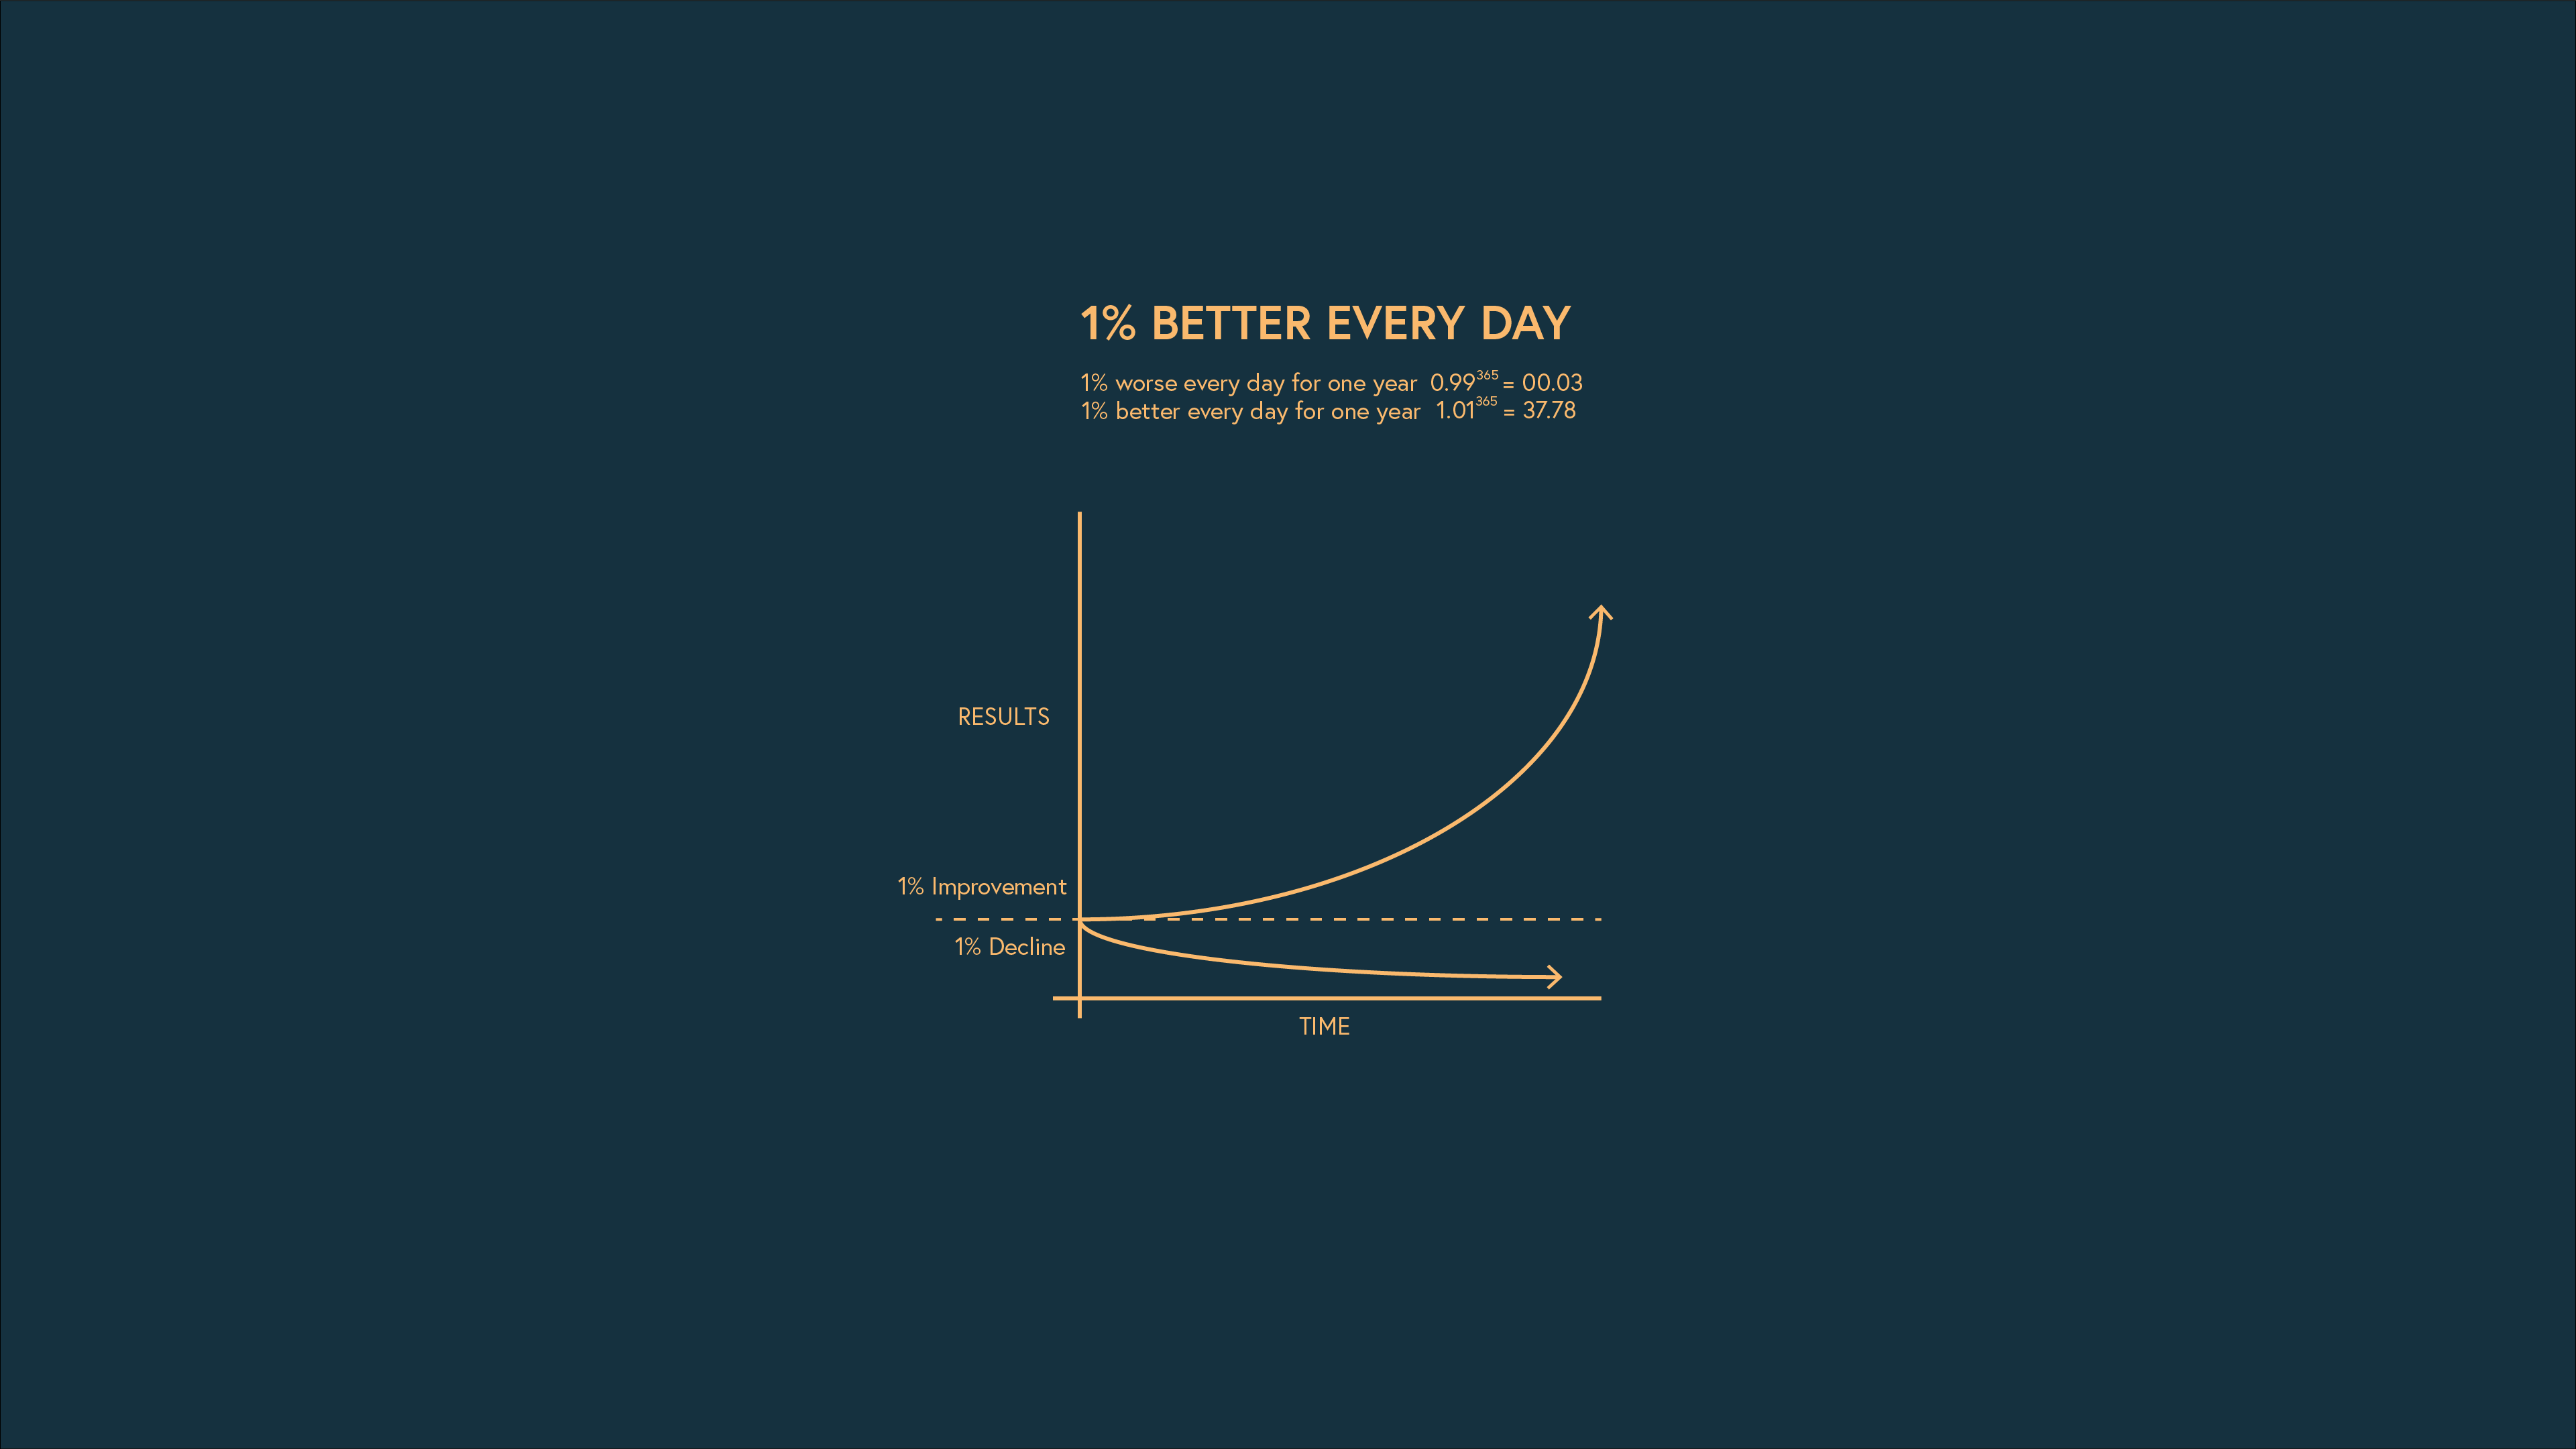 1% BETTER EVERY DAY
1% worse every day for one year 0.99³⁶⁵ = 00.03
1% better every day for one year 1.01³⁶⁵ = 37.78
RESULTS
1% Improvement
1% Decline
TIME